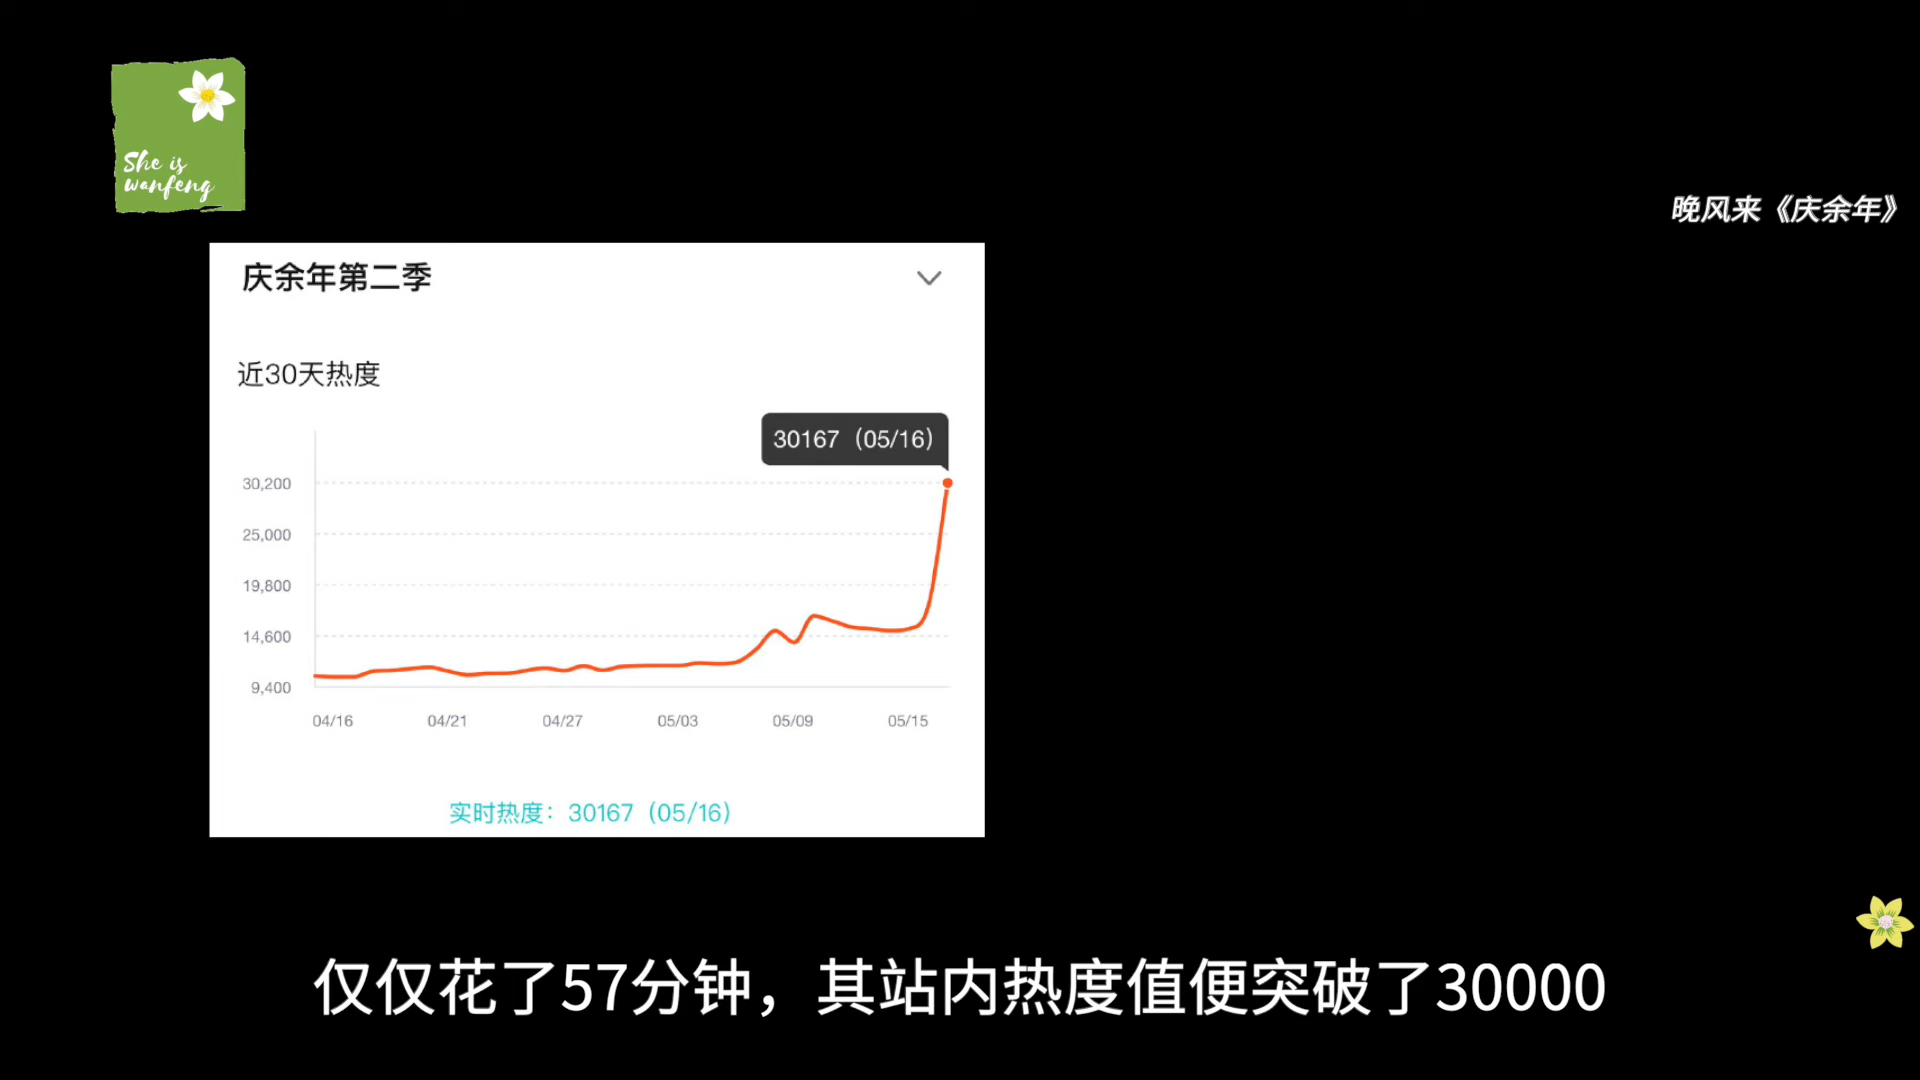 She is
wanfeng
晚风来《庆余年》
庆余年第二季
近30天热度
30167（05/16）
30,200
25,000
19,800
14,600
9,400
04/16 04/21 04/27 05/03 05/09 05/15
实时热度：30167（05/16）
仅仅花了57分钟，其站内热度值便突破了30000